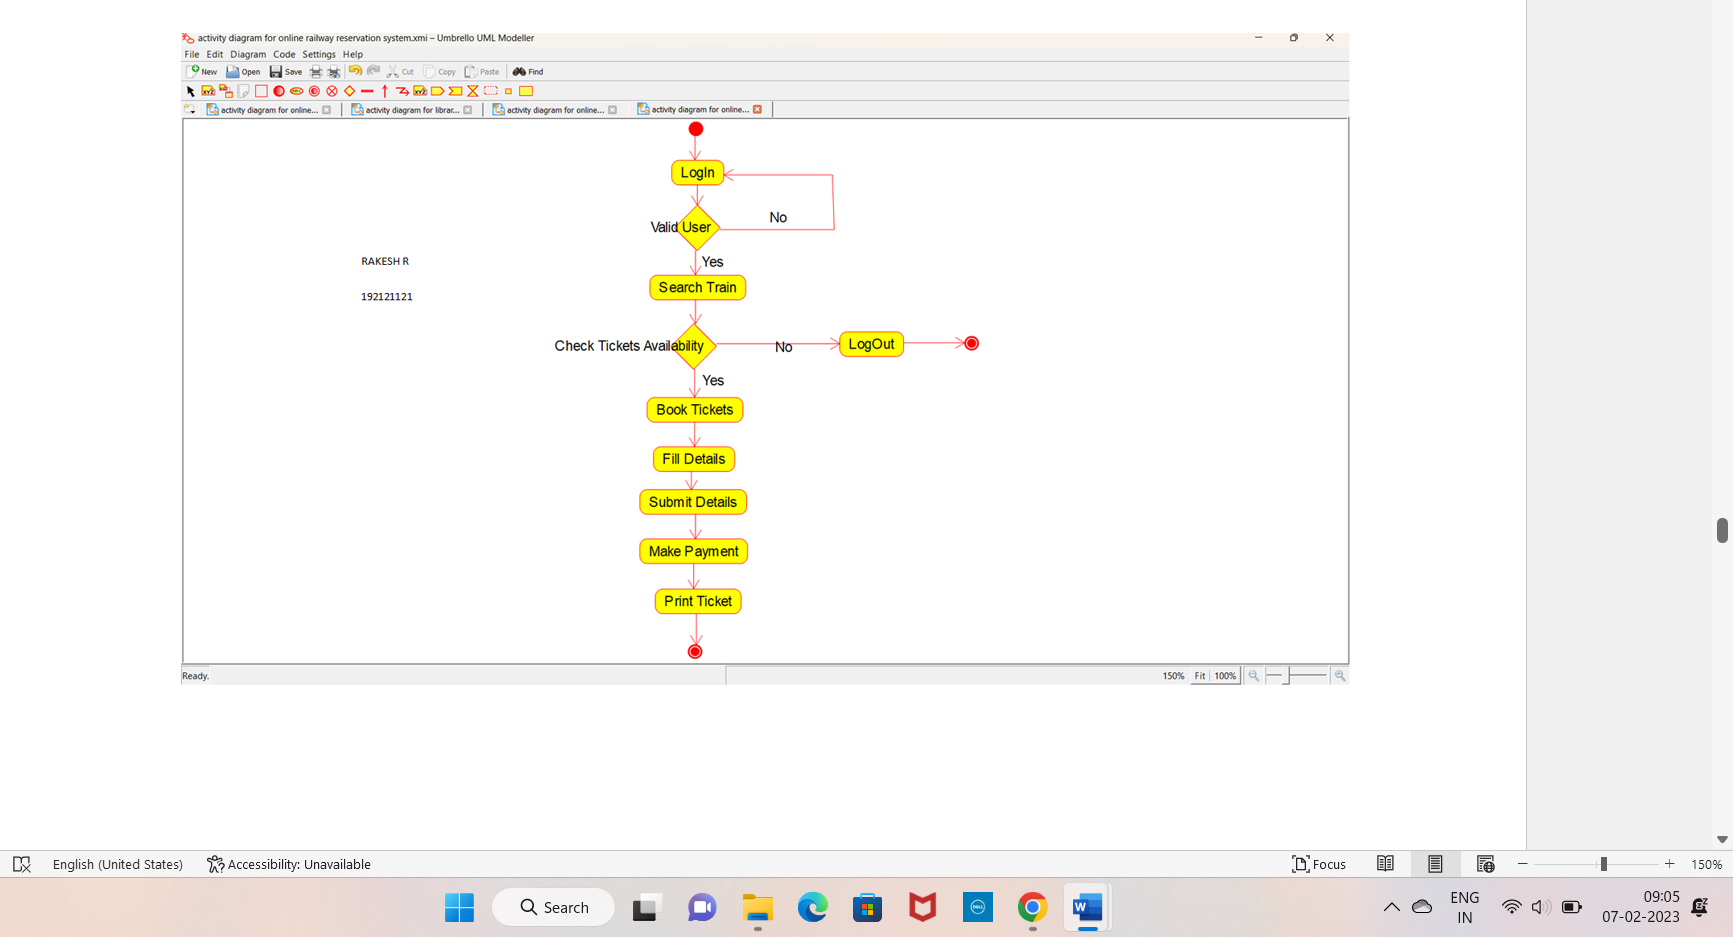 activity diagram for online railway reservation system.xmi – Umbrello UML Modeller
File Edit Diagram Code Settings Help
New Open Save Cut Copy Paste Find
activity diagram for online... activity diagram for librar... activity diagram for online... activity diagram for online...
LogIn
No
Valid User
RAKESH R
Yes
Search Train
192121121
Check Tickets Availability
No
LogOut
Yes
Book Tickets
Fill Details
Submit Details
Make Payment
Print Ticket
Ready.
150% Fit 100%
English (United States) Accessibility: Unavailable Focus 150%
Search
ENG
IN
09:05
07-02-2023